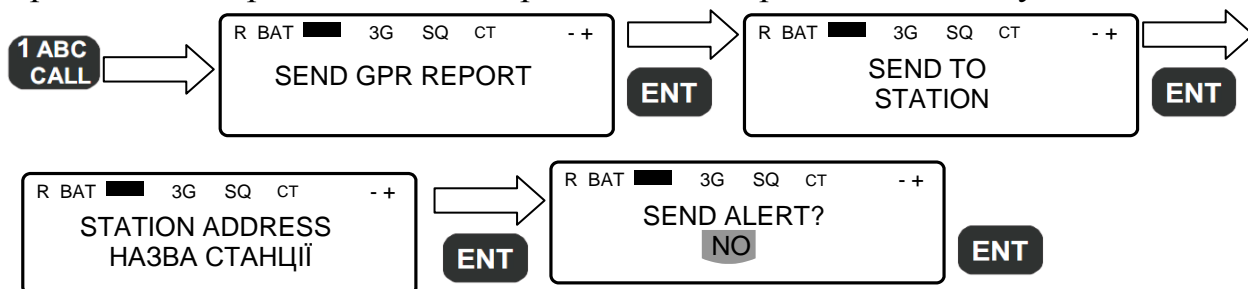 1 ABC
CALL
R BAT 3G SQ CT - +
SEND GPR REPORT
ENT
R BAT 3G SQ CT - +
SEND TO
STATION
ENT
R BAT 3G SQ CT - +
STATION ADDRESS
НАЗВА СТАНЦІЇ
ENT
R BAT 3G SQ CT - +
SEND ALERT?
NO
ENT